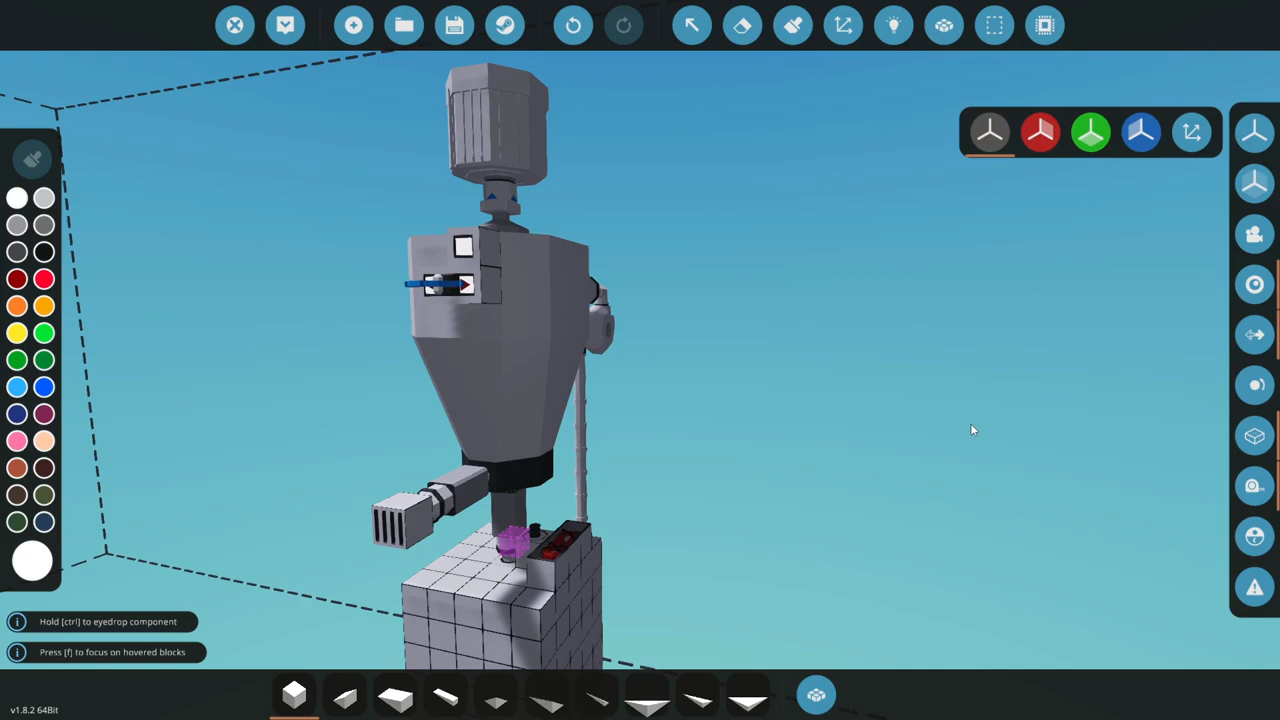 Hold [ctrl] to eyedrop component
Press [f] to focus on hovered blocks
v1.8.2 64Bit